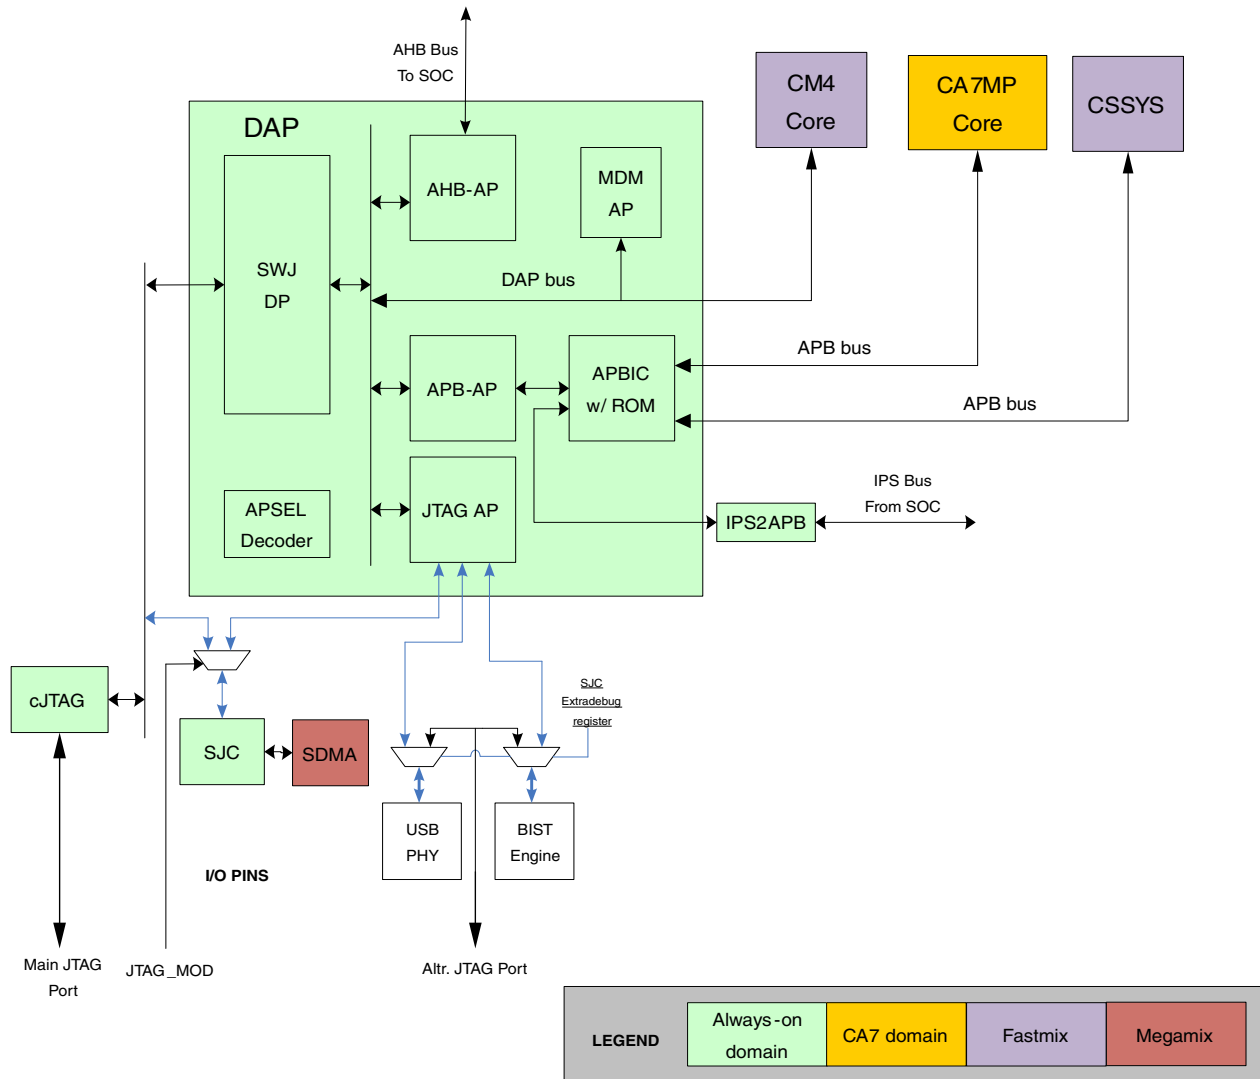 AHB Bus
To SOC
CM4
Core
CA7MP
Core
CSSYS
DAP
AHB-AP
MDM
AP
SWJ
DP
DAP bus
APB bus
APB-AP
APBIC
w/ ROM
APB bus
JTAG AP
APSEL
Decoder
IPS2APB
IPS Bus
From SOC
cJTAG
SJC
SDMA
SJC
Extradebug
register
USB
PHY
BIST
Engine
I/O PINS
Main JTAG
Port
JTAG_MOD
Altr. JTAG Port
LEGEND
Always-on
domain
CA7 domain
Fastmix
Megamix